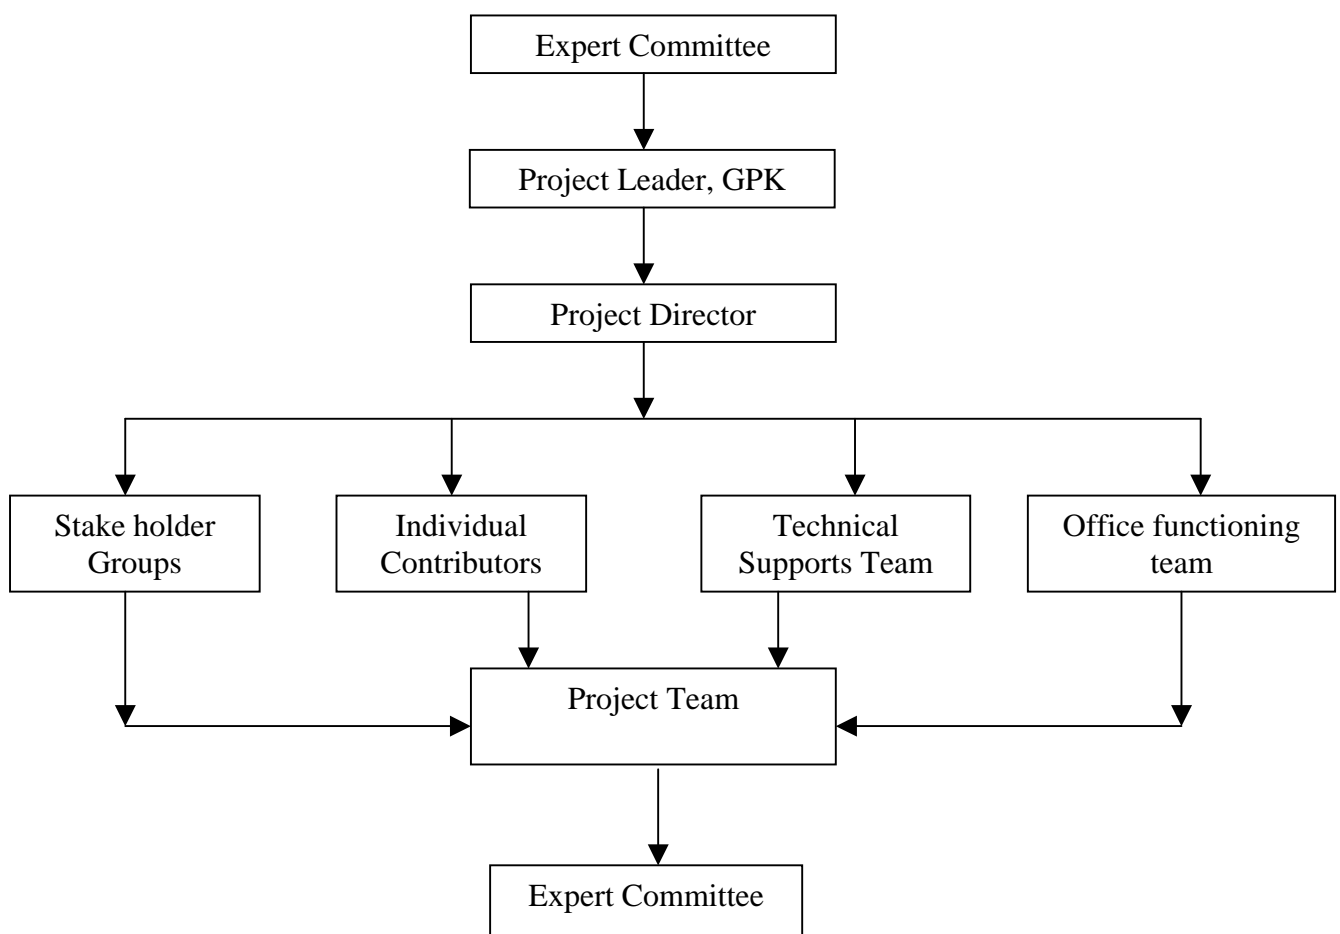 Expert Committee
Project Leader, GPK
Project Director
Stake holder
Groups
Individual
Contributors
Technical
Supports Team
Office functioning
team
Project Team
Expert Committee